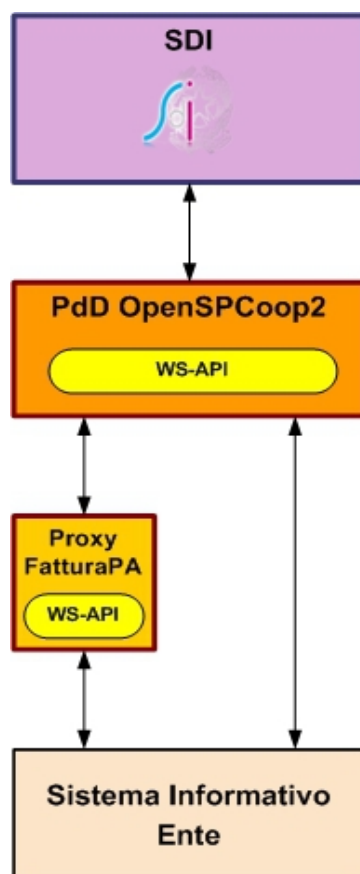 SDI
PdD OpenSPCoop2
WS-API
Proxy
FatturaPA
WS-API
Sistema Informativo
Ente